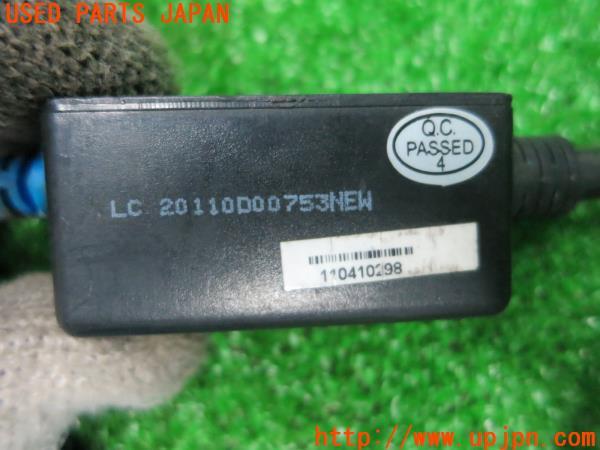 USED PARTS JAPAN
Q.C.
PASSED
4
LC 20110D00753NEW
110410298
http://www.upjpn.com